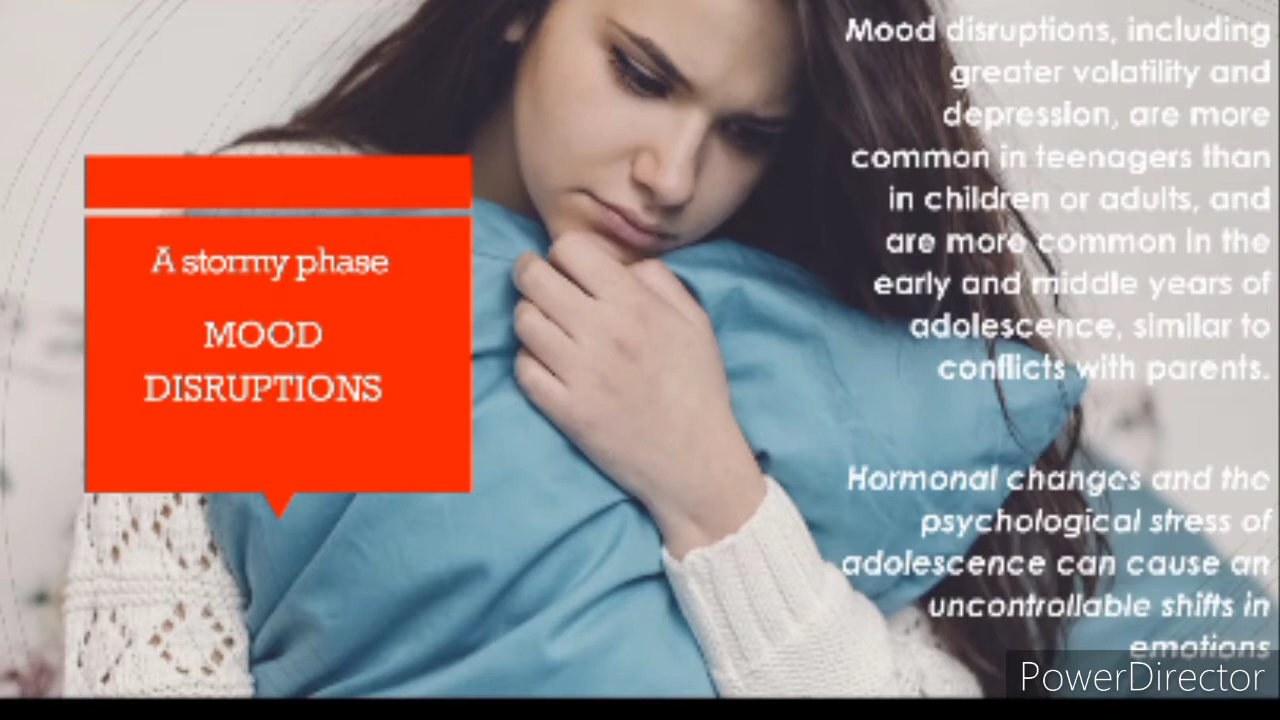 A stormy phase
MOOD
DISRUPTIONS
Mood disruptions, including
greater volatility and
depression, are more
common in teenagers than
in children or adults, and
are more common in the
early and middle years of
adolescence, similar to
conflicts with parents.
Hormonal changes and the
psychological stress of
adolescence can cause an
uncontrollable shifts in
emotions
PowerDirector